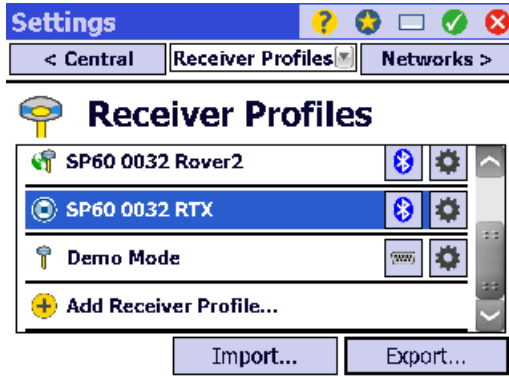 Settings
< Central Receiver Profiles Networks >
Receiver Profiles
SP60 0032 Rover2
SP60 0032 RTX
Demo Mode
Add Receiver Profile...
Import... Export...